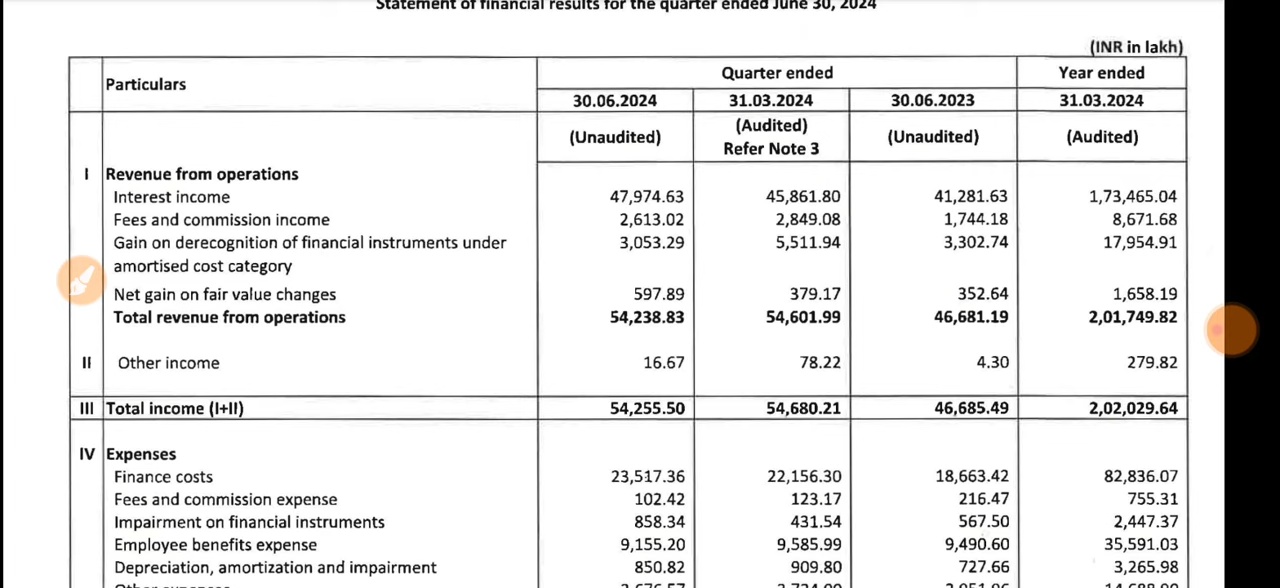 Statement of financial results for the quarter ended June 30, 2024
(INR in lakh)
Particulars Quarter ended Year ended
30.06.2024 31.03.2024 30.06.2023 31.03.2024
(Unaudited) (Audited) Refer Note 3 (Unaudited) (Audited)
I Revenue from operations
Interest income 47,974.63 45,861.80 41,281.63 1,73,465.04
Fees and commission income 2,613.02 2,849.08 1,744.18 8,671.68
Gain on derecognition of financial instruments under 3,053.29 5,511.94 3,302.74 17,954.91
amortised cost category
Net gain on fair value changes 597.89 379.17 352.64 1,658.19
Total revenue from operations 54,238.83 54,601.99 46,681.19 2,01,749.82
II Other income 16.67 78.22 4.30 279.82
III Total income (I+II) 54,255.50 54,680.21 46,685.49 2,02,029.64
IV Expenses
Finance costs 23,517.36 22,156.30 18,663.42 82,836.07
Fees and commission expense 102.42 123.17 216.47 755.31
Impairment on financial instruments 858.34 431.54 567.50 2,447.37
Employee benefits expense 9,155.20 9,585.99 9,490.60 35,591.03
Depreciation, amortization and impairment 850.82 909.80 727.66 3,265.98